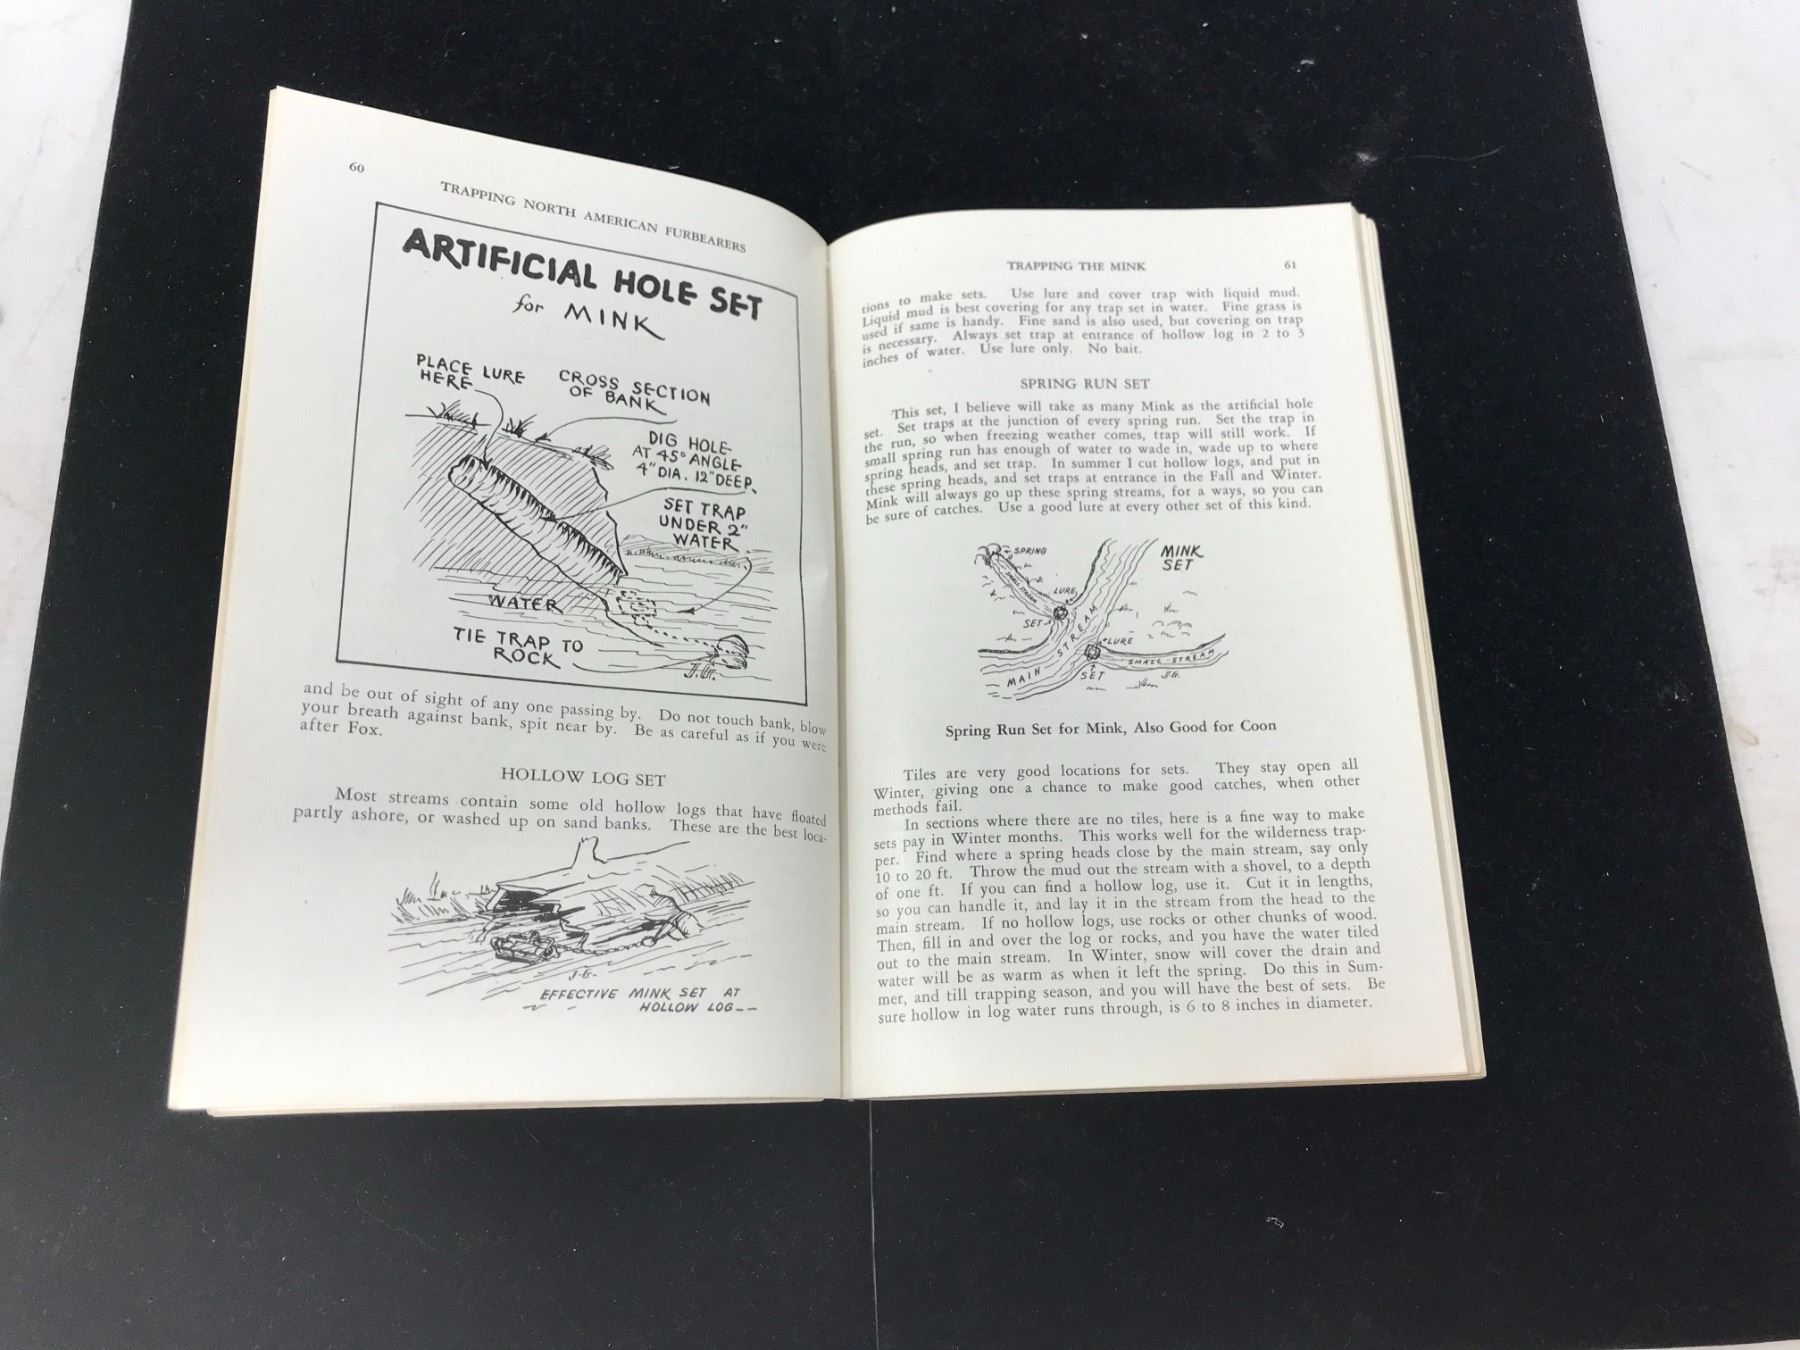 60
TRAPPING NORTH AMERICAN FURBEARERS
ARTIFICIAL HOLE SET
for MINK
PLACE LURE
HERE
CROSS SECTION
OF BANK
DIG HOLE
AT 45° ANGLE
4" DIA. 12" DEEP.
SET TRAP
UNDER 2"
WATER
WATER
TIE TRAP TO
ROCK
and be out of sight of any one passing by. Do not touch bank, blow
your breath against bank, spit near by. Be as careful as if you were
after Fox.
HOLLOW LOG SET
Most streams contain some old hollow logs that have floated
partly ashore, or washed up on sand banks. These are the best loca-
J.G.
EFFECTIVE MINK SET AT
HOLLOW LOG--
TRAPPING THE MINK 61
tions to make sets. Use lure and cover trap with liquid mud.
Liquid mud is best covering for any trap set in water. Fine grass is
used if same is handy. Fine sand is also used, but covering on trap
is necessary. Always set trap at entrance of hollow log in 2 to 3
inches of water. Use lure only. No bait.
SPRING RUN SET
This set, I believe will take as many Mink as the artificial hole
set. Set traps at the junction of every spring run. Set the trap in
the run, so when freezing weather comes, trap will still work. If
small spring run has enough of water to wade in, wade up to where
spring heads, and set trap. In summer I cut hollow logs, and put in
these spring heads, and set traps at entrance in the Fall and Winter.
Mink will always go up these spring streams, for a ways, so you can
be sure of catches. Use a good lure at every other set of this kind.
SPRING
MINK
SET
SMALL STREAM
LURE
SET
LURE
MAIN STREAM
SMALL STREAM
SET
J.G.
Spring Run Set for Mink, Also Good for Coon
Tiles are very good locations for sets. They stay open all
Winter, giving one a chance to make good catches, when other
methods fail.
In sections where there are no tiles, here is a fine way to make
sets pay in Winter months. This works well for the wilderness trap-
per. Find where a spring heads close by the main stream, say only
10 to 20 ft. Throw the mud out the stream with a shovel, to a depth
of one ft. If you can find a hollow log, use it. Cut it in lengths,
so you can handle it, and lay it in the stream from the head to the
main stream. If no hollow logs, use rocks or other chunks of wood.
Then, fill in and over the log or rocks, and you have the water tiled
out to the main stream. In Winter, snow will cover the drain and
water will be as warm as when it left the spring. Do this in Sum-
mer, and till trapping season, and you will have the best of sets. Be
sure hollow in log water runs through, is 6 to 8 inches in diameter.